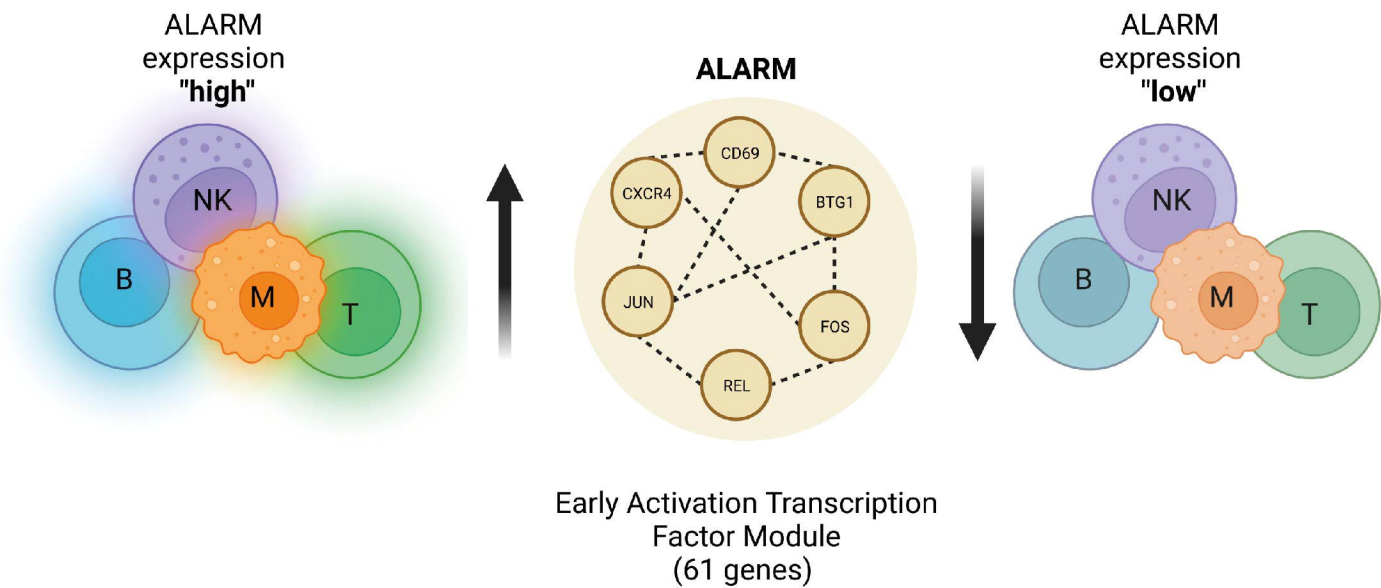 ALARM
expression
"high"
NK
B
M
T
ALARM
CD69
CXCR4
BTG1
JUN
FOS
REL
Early Activation Transcription
Factor Module
(61 genes)
ALARM
expression
"low"
NK
B
M
T